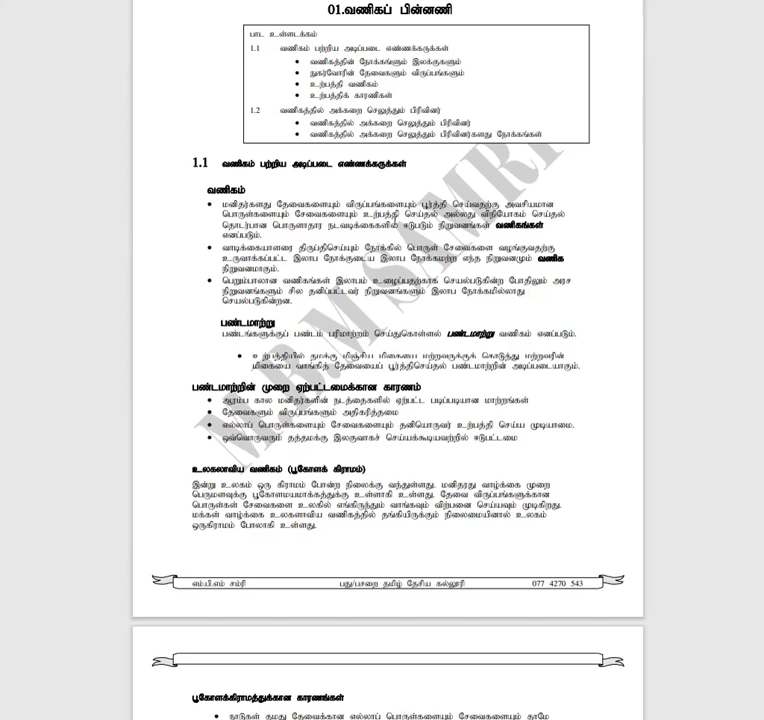 01.வணிகப் பின்னணி
பாட உள்ளடக்கம்
1.1 வணிகம் பற்றிய அடிப்படை எண்ணக்கருக்கள்
• வணிகத்தின் நோக்கங்களும் இலக்குகளும்
• நுகர்வோரின் தேவைகளும் விருப்பங்களும்
• உற்பத்தி வணிகம்
• உற்பத்திக் காரணிகள்
1.2 வணிகத்தில் அக்கறை செலுத்தும் பிரிவினர்
• வணிகத்தில் அக்கறை செலுத்தும் பிரிவினர்
• வணிகத்தில் அக்கறை செலுத்தும் பிரிவினர்களது நோக்கங்கள்
1.1 வணிகம் பற்றிய அடிப்படை எண்ணக்கருக்கள்
வணிகம்
• மனிதர்களது தேவைகளையும் விருப்பங்களையும் பூர்த்தி செய்வதற்கு அவசியமான
பொருள்களையும் சேவைகளையும் உற்பத்தி செய்தல் அல்லது விநியோகம் செய்தல்
தொடர்பான பொருளாதார நடவடிக்கைகளில் ஈடுபடும் நிறுவனங்கள் வணிகங்கள்
எனப்படும்.
• வாடிக்கையாளரை திருப்திசெய்யும் நோக்கில் பொருள் சேவைகளை வழங்குவதற்கு
உருவாக்கப்பட்ட இலாப நோக்குடைய இலாப நோக்கமற்ற எந்த நிறுவனமும் வணிக
நிறுவனமாகும்.
• பெரும்பாலான வணிகங்கள் இலாபம் உழைப்பதற்காக செயல்படுகின்ற போதிலும் அரச
நிறுவனங்களும் சில தனிப்பட்டவர் நிறுவனங்களும் இலாப நோக்கமில்லாது
செயல்படுகின்றன.
பண்டமாற்று
பண்டங்களுக்குப் பண்டம் பரிமாற்றம் செய்துகொள்ளல் பண்டமாற்று வணிகம் எனப்படும்.
• உற்பத்தியில் தமக்கு மிஞ்சிய மிகையை மற்றவருக்குக் கொடுத்து மற்றவரின்
மிகையை வாங்கித் தேவையைப் பூர்த்திசெய்தல் பண்டமாற்றின் அடிப்படையாகும்.
பண்டமாற்றின் முறை ஏற்பட்டமைக்கான காரணம்
• ஆரம்ப கால மனிதர்களின் நடத்தைகளில் ஏற்பட்ட படிப்படியான மாற்றங்கள்
• தேவைகளும் விருப்பங்களும் அதிகரித்தமை
• எல்லாப் பொருள்களையும் சேவைகளையும் தனியொருவர் உற்பத்தி செய்ய முடியாமை.
• ஒவ்வொருவரும் தத்தமக்கு இலகுவாகச் செய்யக்கூடியவற்றில் ஈடுபட்டமை
உலகலாவிய வணிகம் (பூகோளக் கிராமம்)
இன்று உலகம் ஒரு கிராமம் போன்ற நிலைக்கு வந்துள்ளது. மனிதரது வாழ்க்கை முறை
பெருமளவுக்கு பூகோளமயமாக்கத்துக்கு உள்ளாகி உள்ளது. தேவை விருப்பங்களுக்கான
பொருள்கள் சேவைகளை உலகில் எங்கிருந்தும் வாங்கவும் விற்பனை செய்யவும் முடிகிறது.
மக்கள் வாழ்க்கை உலகளாவிய வணிகத்தில் தங்கியிருக்கும் நிலைமையினால் உலகம்
ஒருகிராமம் போலாகி உள்ளது.
எம்.பி.எம் சம்ரி பது/பசறை தமிழ் தேசிய கல்லூரி 077 4270 543
பூகோளக்கிராமத்துக்கான காரணங்கள்
• நாடுகள் தமது தேவைக்கான எல்லாப் பொருள்களையும் சேவைகளையும் தாமே
M.B.M SAMRI